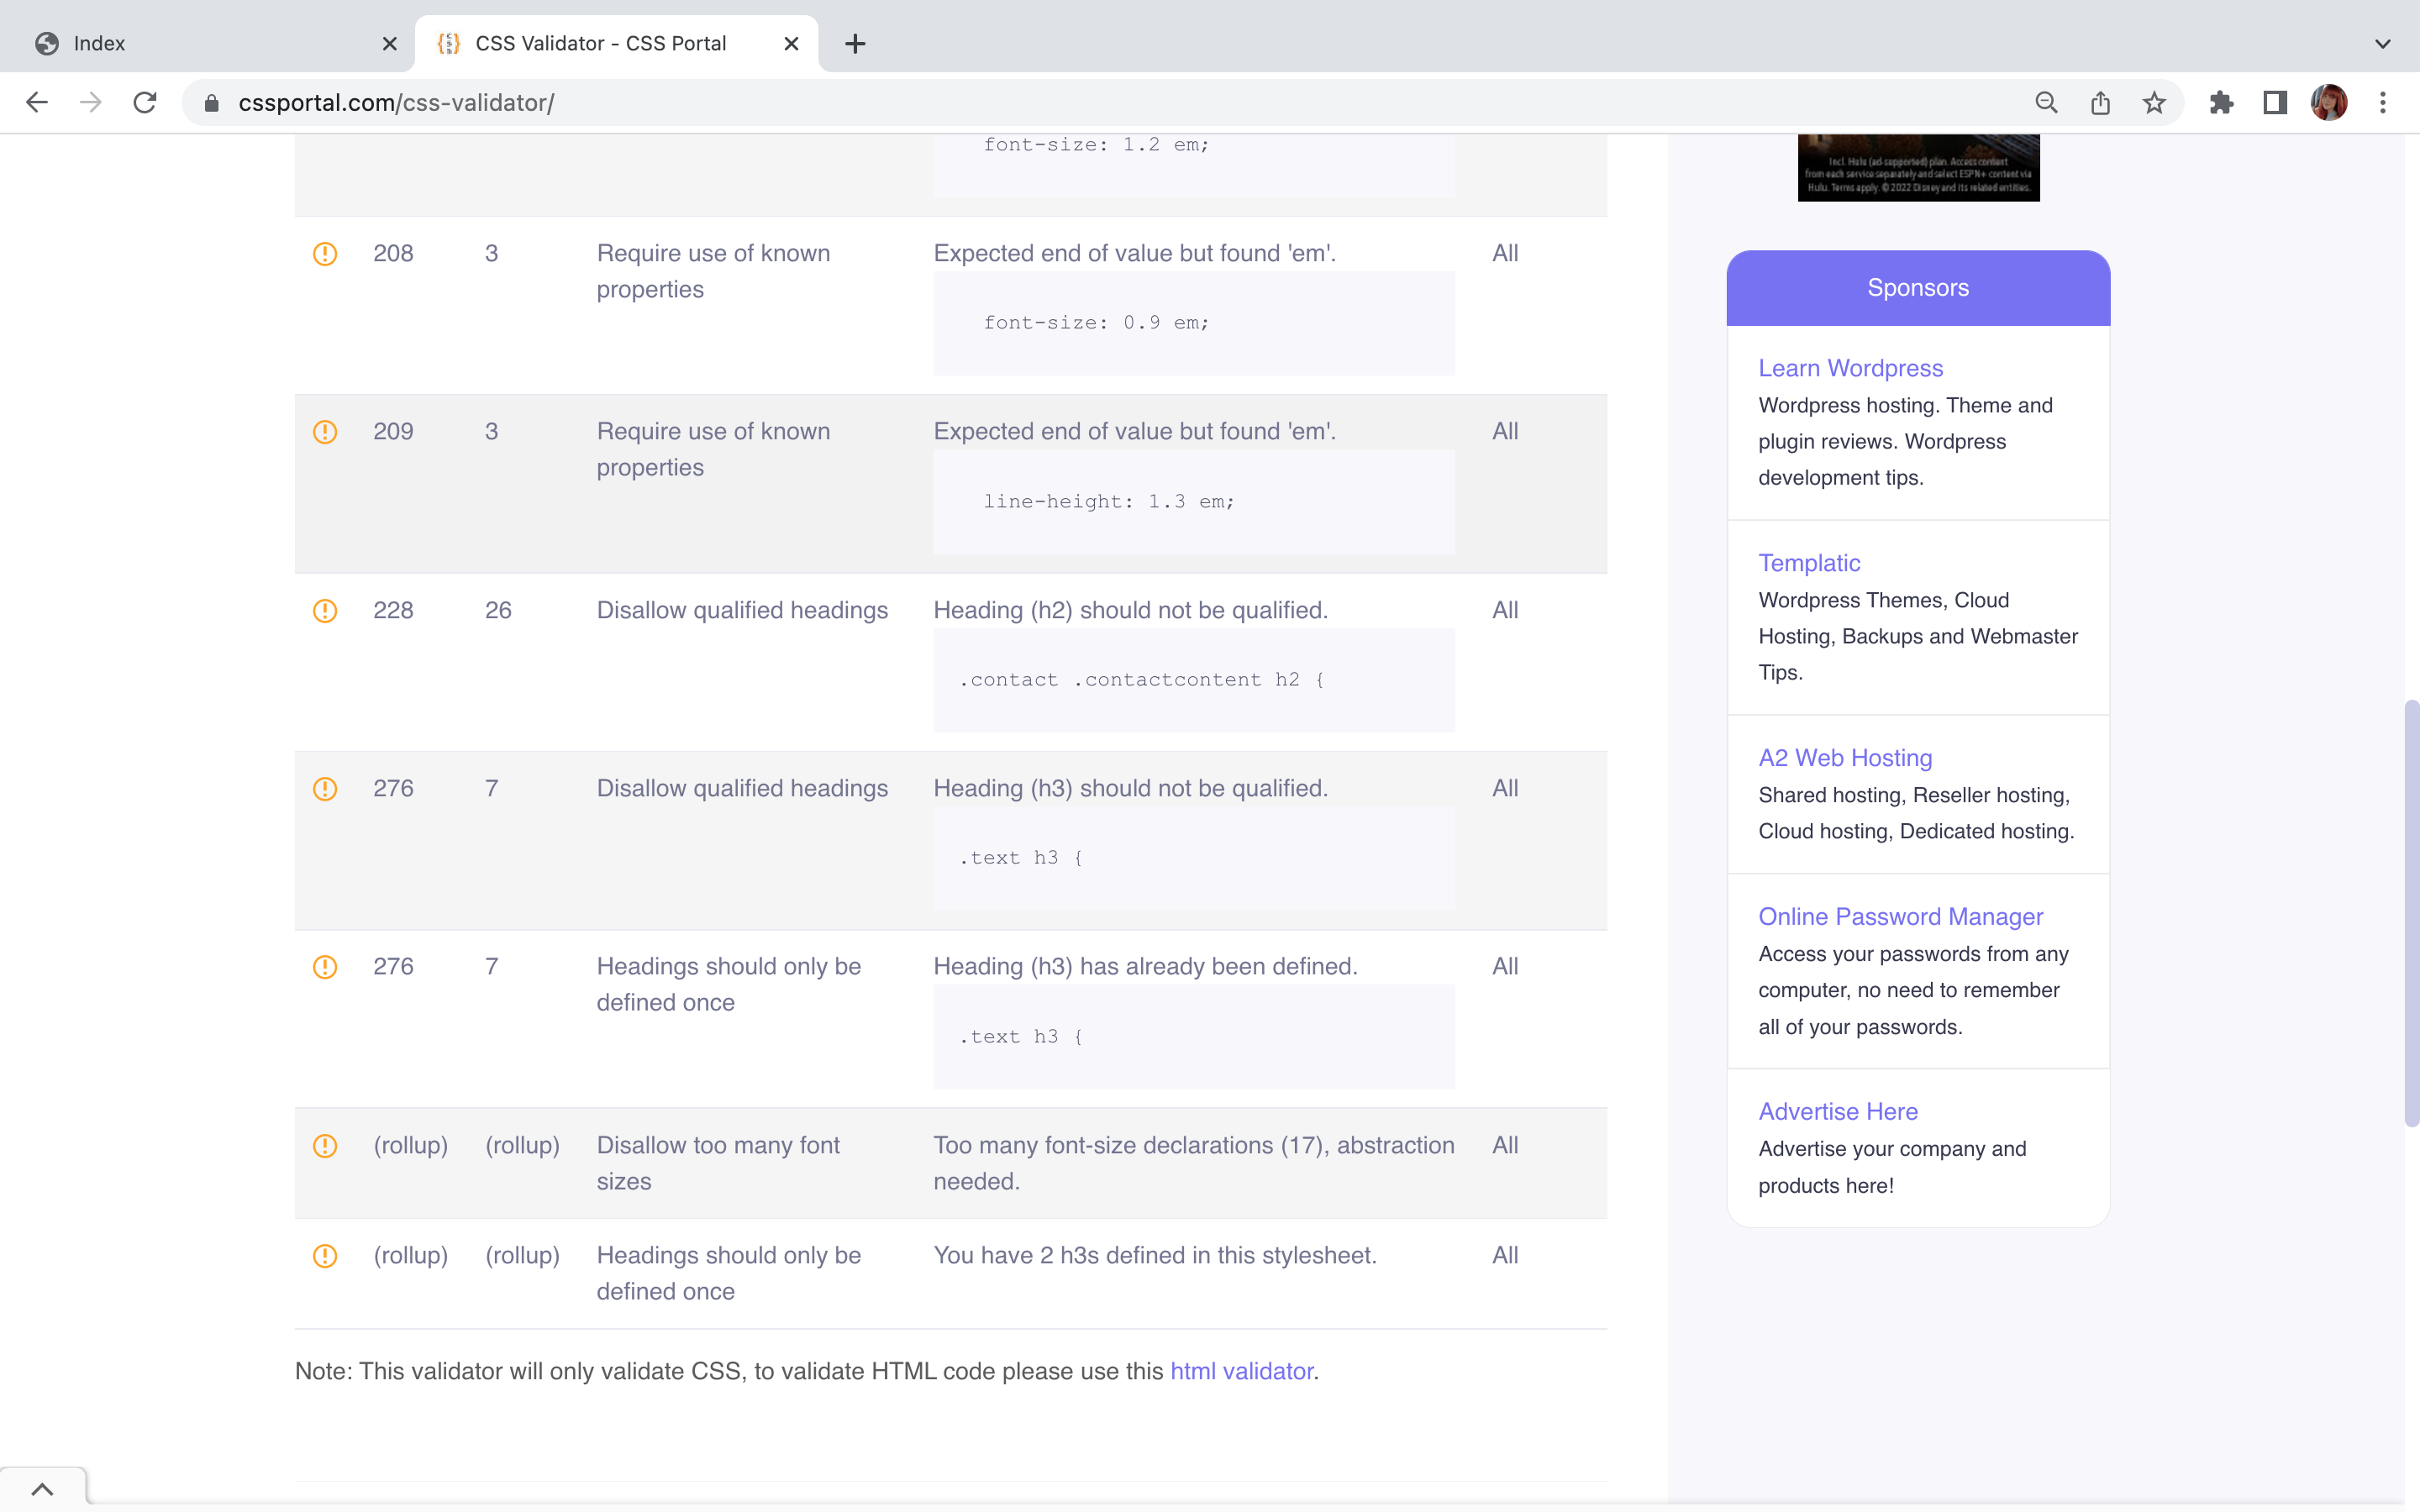 Index
CSS Validator - CSS Portal
cssportal.com/css-validator/
font-size: 1.2 em;
208 3 Require use of known properties Expected end of value but found 'em'. All
font-size: 0.9 em;
209 3 Require use of known properties Expected end of value but found 'em'. All
line-height: 1.3 em;
228 26 Disallow qualified headings Heading (h2) should not be qualified. All
.contact .contactcontent h2 {
276 7 Disallow qualified headings Heading (h3) should not be qualified. All
.text h3 {
276 7 Headings should only be defined once Heading (h3) has already been defined. All
.text h3 {
(rollup) (rollup) Disallow too many font sizes Too many font-size declarations (17), abstraction needed. All
(rollup) (rollup) Headings should only be defined once You have 2 h3s defined in this stylesheet. All
Note: This validator will only validate CSS, to validate HTML code please use this html validator.
Incl. Hulu (ad-supported) plan. Access content
from each service separately and select ESPN+ content via
Hulu. Terms apply. © 2022 Disney and its related entities.
Sponsors
Learn Wordpress
Wordpress hosting. Theme and
plugin reviews. Wordpress
development tips.
Templatic
Wordpress Themes, Cloud
Hosting, Backups and Webmaster
Tips.
A2 Web Hosting
Shared hosting, Reseller hosting,
Cloud hosting, Dedicated hosting.
Online Password Manager
Access your passwords from any
computer, no need to remember
all of your passwords.
Advertise Here
Advertise your company and
products here!